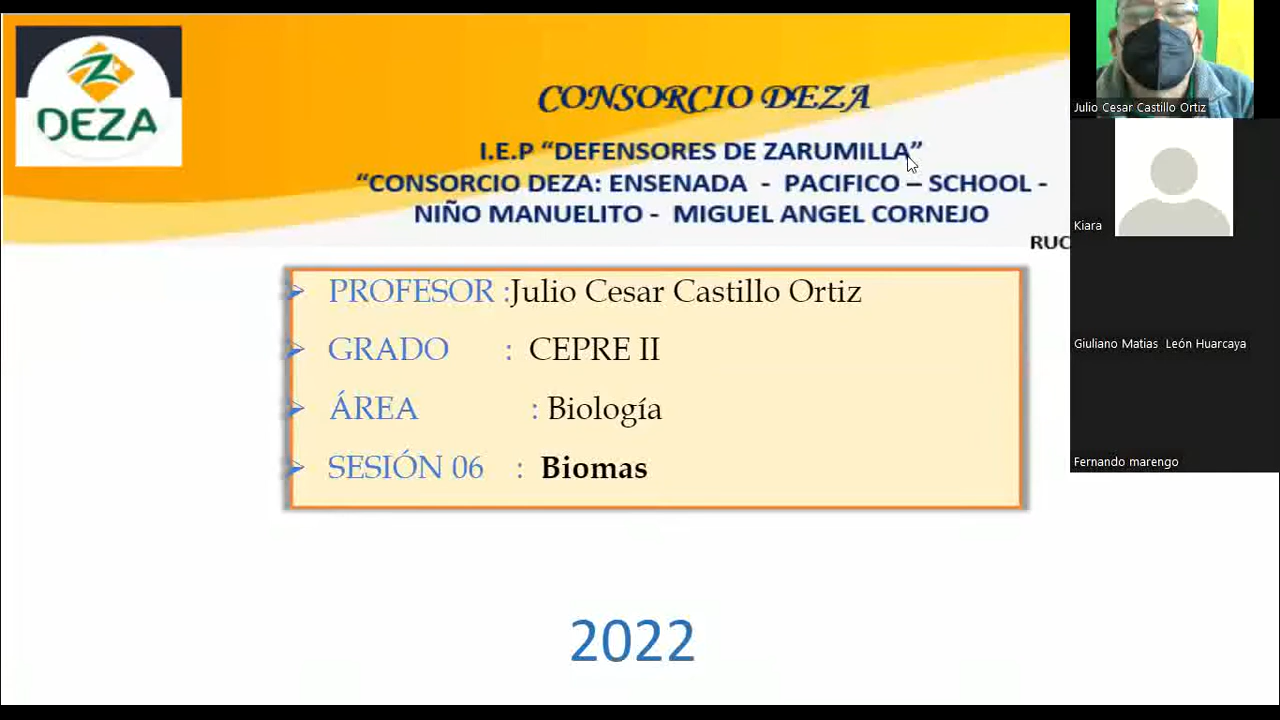 DEZA
CONSORCIO DEZA
I.E.P “DEFENSORES DE ZARUMILLA”
“CONSORCIO DEZA: ENSENADA - PACIFICO – SCHOOL -
NIÑO MANUELITO - MIGUEL ANGEL CORNEJO
RUC
PROFESOR :Julio Cesar Castillo Ortiz
GRADO : CEPRE II
ÁREA : Biología
SESIÓN 06 : Biomas
2022
Julio Cesar Castillo Ortiz
Kiara
Giuliano Matias León Huarcaya
Fernando marengo